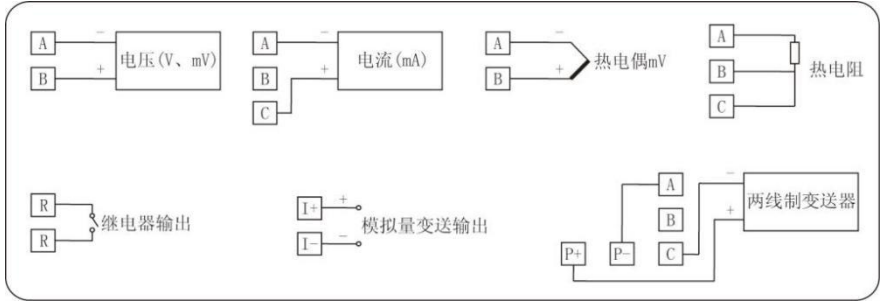 A - 电压(V、mV)
B +
A - 电流(mA)
B +
C
A - 热电偶mV
B +
A
B 热电阻
C
R
R 继电器输出
I+ + 模拟量变送输出
I- -
A - 两线制变送器
B +
P+ P- C